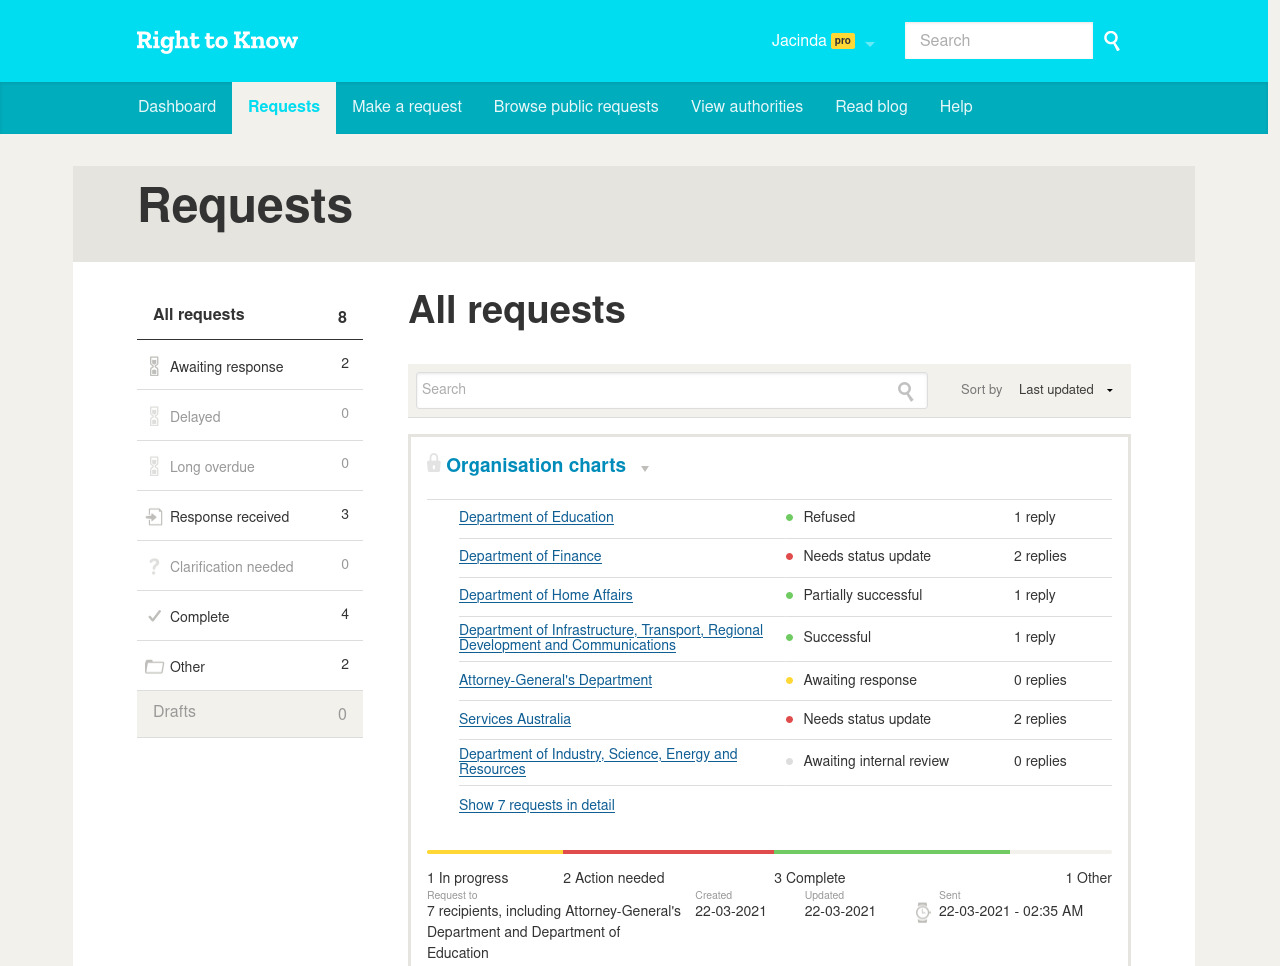 Right to Know
Jacinda pro
Search
Dashboard Requests Make a request Browse public requests View authorities Read blog Help
Requests
All requests 8
Awaiting response 2
Delayed 0
Long overdue 0
Response received 3
Clarification needed 0
Complete 4
Other 2
Drafts 0
All requests
Search
Sort by Last updated
Organisation charts
Department of Education Refused 1 reply
Department of Finance Needs status update 2 replies
Department of Home Affairs Partially successful 1 reply
Department of Infrastructure, Transport, Regional
Development and Communications Successful 1 reply
Attorney-General's Department Awaiting response 0 replies
Services Australia Needs status update 2 replies
Department of Industry, Science, Energy and
Resources Awaiting internal review 0 replies
Show 7 requests in detail
1 In progress 2 Action needed 3 Complete 1 Other
Request to Created Updated Sent
7 recipients, including Attorney-General's 22-03-2021 22-03-2021 22-03-2021 - 02:35 AM
Department and Department of
Education